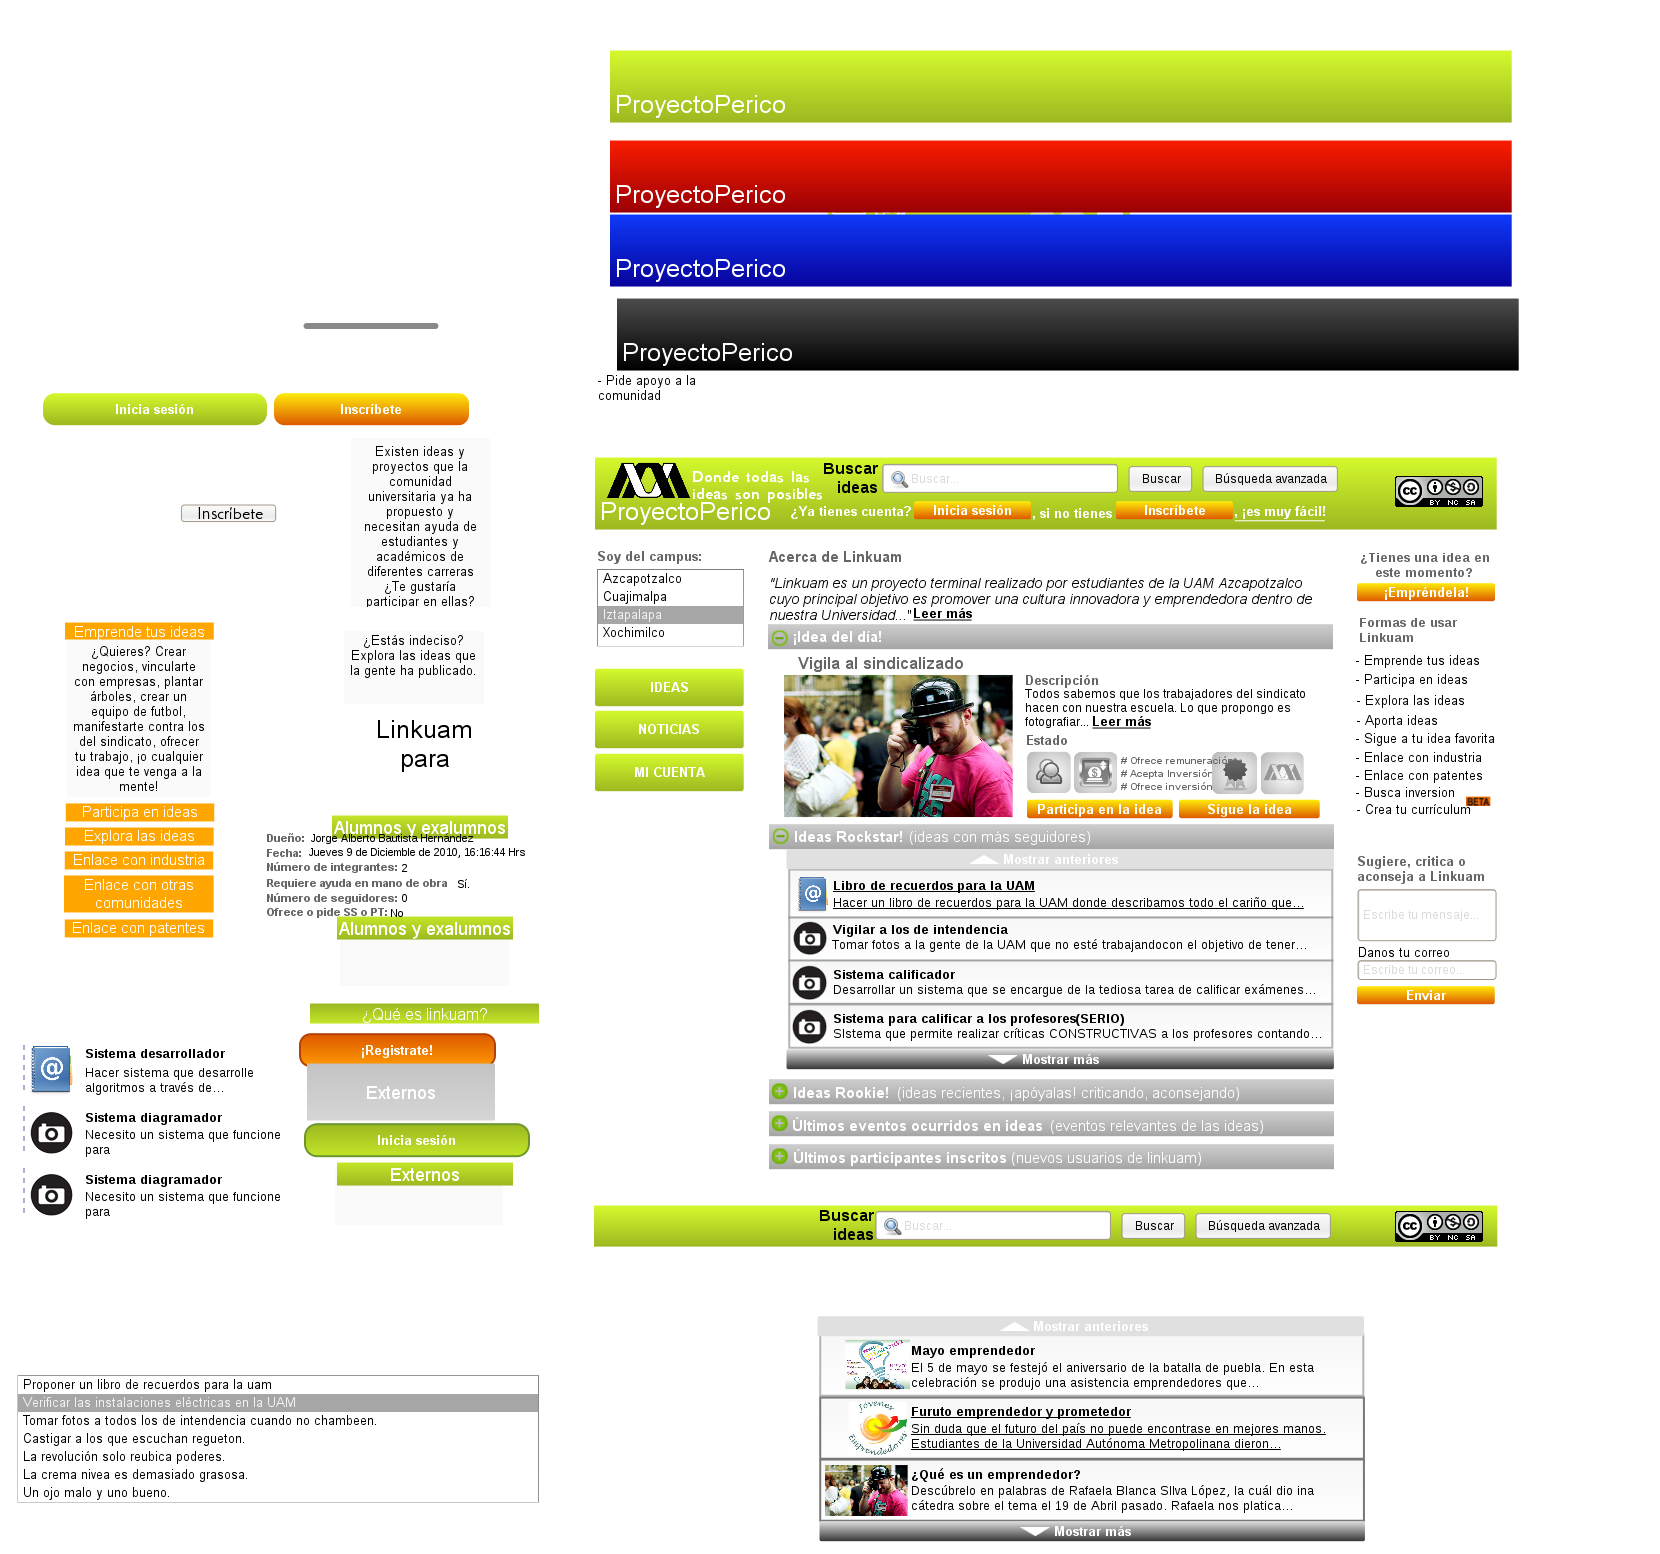 ProyectoPerico
ProyectoPerico
ProyectoPerico
ProyectoPerico
- Pide apoyo a la
comunidad
Inicia sesión
Inscríbete
Existen ideas y
proyectos que la
comunidad
universitaria ya ha
propuesto y
necesitan ayuda de
estudiantes y
académicos de
diferentes carreras
¿Te gustaría
participar en ellas?
Inscríbete
Emprende tus ideas
¿Quieres? Crear
negocios, vincularte
con empresas, plantar
árboles, crear un
equipo de futbol,
manifestarte contra los
del sindicato, ofrecer
tu trabajo, ¡o cualquier
idea que te venga a la
mente!
Participa en ideas
Explora las ideas
Enlace con industria
Enlace con otras
comunidades
Enlace con patentes
¿Estás indeciso?
Explora las ideas que
la gente ha publicado.
Linkuam
para
Alumnos y exalumnos
Dueño: Jorge Alberto Bautista Hernández
Fecha: Jueves 9 de Diciembre de 2010, 16:16:44 Hrs
Número de integrantes: 2
Requiere ayuda en mano de obra Sí.
Número de seguidores: 0
Ofrece o pide SS o PT: No
Alumnos y exalumnos
¿Qué es linkuam?
¡Registrate!
Externos
Inicia sesión
Externos
Sistema desarrollador
Hacer sistema que desarrolle
algoritmos a través de...
Sistema diagramador
Necesito un sistema que funcione
para
Sistema diagramador
Necesito un sistema que funcione
para
Proponer un libro de recuerdos para la uam
Verificar las instalaciones eléctricas en la UAM
Tomar fotos a todos los de intendencia cuando no chambeen.
Castigar a los que escuchan regueton.
La revolución solo reubica poderes.
La crema nivea es demasiado grasosa.
Un ojo malo y uno bueno.
Donde todas las
ideas son posibles
ProyectoPerico
Buscar
ideas
Buscar...
Buscar
Búsqueda avanzada
¿Ya tienes cuenta? Inicia sesión , si no tienes Inscríbete , ¡es muy fácil!
cc BY NC SA
Soy del campus:
Azcapotzalco
Cuajimalpa
Iztapalapa
Xochimilco
IDEAS
NOTICIAS
MI CUENTA
Acerca de Linkuam
"Linkuam es un proyecto terminal realizado por estudiantes de la UAM Azcapotzalco
cuyo principal objetivo es promover una cultura innovadora y emprendedora dentro de
nuestra Universidad..." Leer más
¡Idea del día!
Vigila al sindicalizado
Descripción
Todos sabemos que los trabajadores del sindicato
hacen con nuestra escuela. Lo que propongo es
fotografiar... Leer más
Estado
# Ofrece remuneración
# Acepta Inversión
# Ofrece inversión
Participa en la idea
Sigue la idea
Ideas Rockstar! (ideas con más seguidores)
Mostrar anteriores
Libro de recuerdos para la UAM
Hacer un libro de recuerdos para la UAM donde describamos todo el cariño que...
Vigilar a los de intendencia
Tomar fotos a la gente de la UAM que no esté trabajandocon el objetivo de tener...
Sistema calificador
Desarrollar un sistema que se encargue de la tediosa tarea de calificar exámenes...
Sistema para calificar a los profesores(SERIO)
SIstema que permite realizar críticas CONSTRUCTIVAS a los profesores contando...
Mostrar más
Ideas Rookie! (ideas recientes, ¡apóyalas! criticando, aconsejando)
Últimos eventos ocurridos en ideas (eventos relevantes de las ideas)
Últimos participantes inscritos (nuevos usuarios de linkuam)
¿Tienes una idea en
este momento?
¡Empréndela!
Formas de usar
Linkuam
- Emprende tus ideas
- Participa en ideas
- Explora las ideas
- Aporta ideas
- Sigue a tu idea favorita
- Enlace con industria
- Enlace con patentes
- Busca inversion
- Crea tu currículum BETA
Sugiere, critica o
aconseja a Linkuam
Escribe tu mensaje...
Danos tu correo
Escribe tu correo...
Enviar
Buscar
ideas
Buscar...
Buscar
Búsqueda avanzada
cc BY NC SA
Mostrar anteriores
Mayo emprendedor
El 5 de mayo se festejó el aniversario de la batalla de puebla. En esta
celebración se produjo una asistencia emprendedores que...
Jóvenes
Emprendedores
Furuto emprendedor y prometedor
Sin duda que el futuro del país no puede encontrase en mejores manos.
Estudiantes de la Universidad Autónoma Metropolinana dieron...
¿Qué es un emprendedor?
Descúbrelo en palabras de Rafaela Blanca SIlva López, la cuál dio ina
cátedra sobre el tema el 19 de Abril pasado. Rafaela nos platica...
Mostrar más